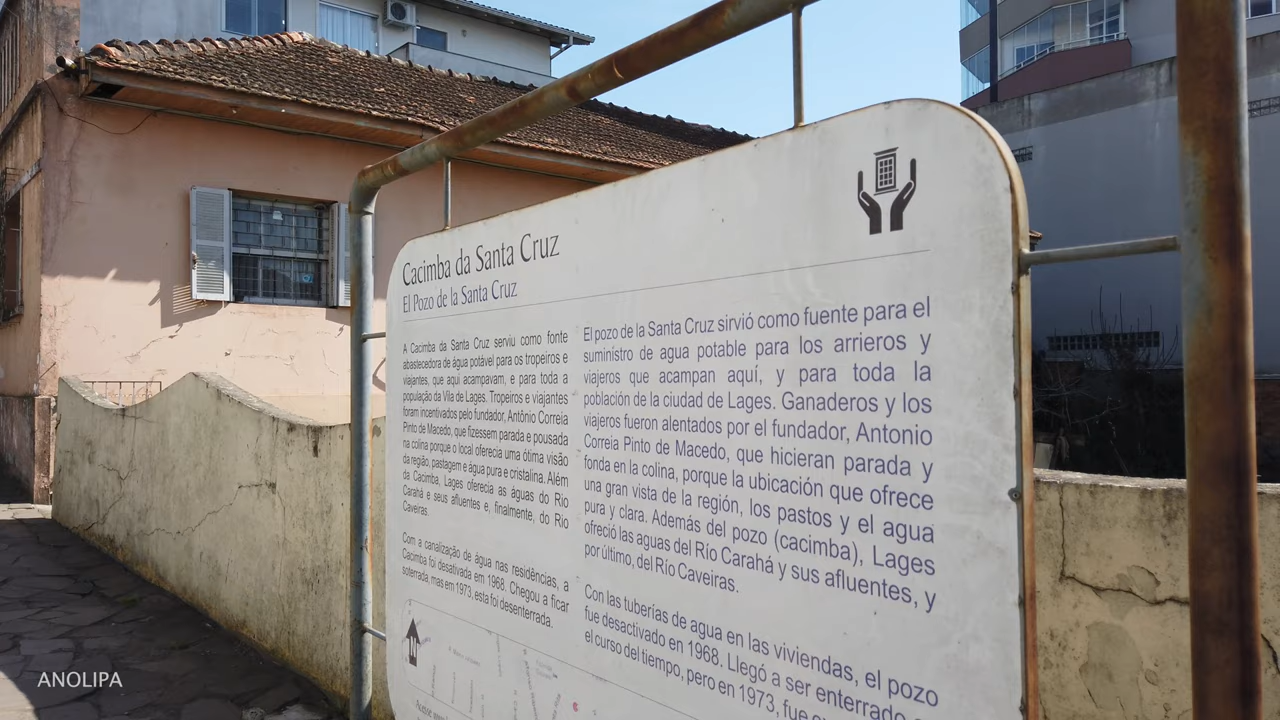 Cacimba da Santa Cruz
El Pozo de la Santa Cruz
A Cacimba da Santa Cruz serviu como fonte
abastecedora de água potável para os tropeiros e
viajantes, que aqui acampavam, e para toda a
população da Vila de Lages. Tropeiros e viajantes
foram incentivados pelo fundador, Antônio Correia
Pinto de Macedo, que fizessem parada e pousada
na colina porque o local oferecia uma ótima visão
da região, pastagem e água pura e cristalina. Além
da Cacimba, Lages oferecia as águas do Rio
Carahá e seus afluentes e, finalmente, do Rio
Caveiras.
Com a canalização de água nas residências, a
Cacimba foi desativada em 1968. Chegou a ficar
soterrada, mas em 1973, esta foi desenterrada.
El pozo de la Santa Cruz sirvió como fuente para el
suministro de agua potable para los arrieros y
viajeros que acampan aquí, y para toda la
población de la ciudad de Lages. Ganaderos y los
viajeros fueron alentados por el fundador, Antonio
Correia Pinto de Macedo, que hicieran parada y
fonda en la colina, porque la ubicación que ofrece
una gran vista de la región, los pastos y el agua
pura y clara. Además del pozo (cacimba), Lages
ofreció las aguas del Río Carahá y sus afluentes, y
por último, del Río Caveiras.
Con las tuberías de agua en las viviendas, el pozo
fue desactivado en 1968. Llegó a ser enterrado
el curso del tiempo, pero en 1973, fue
N
ANOLIPA